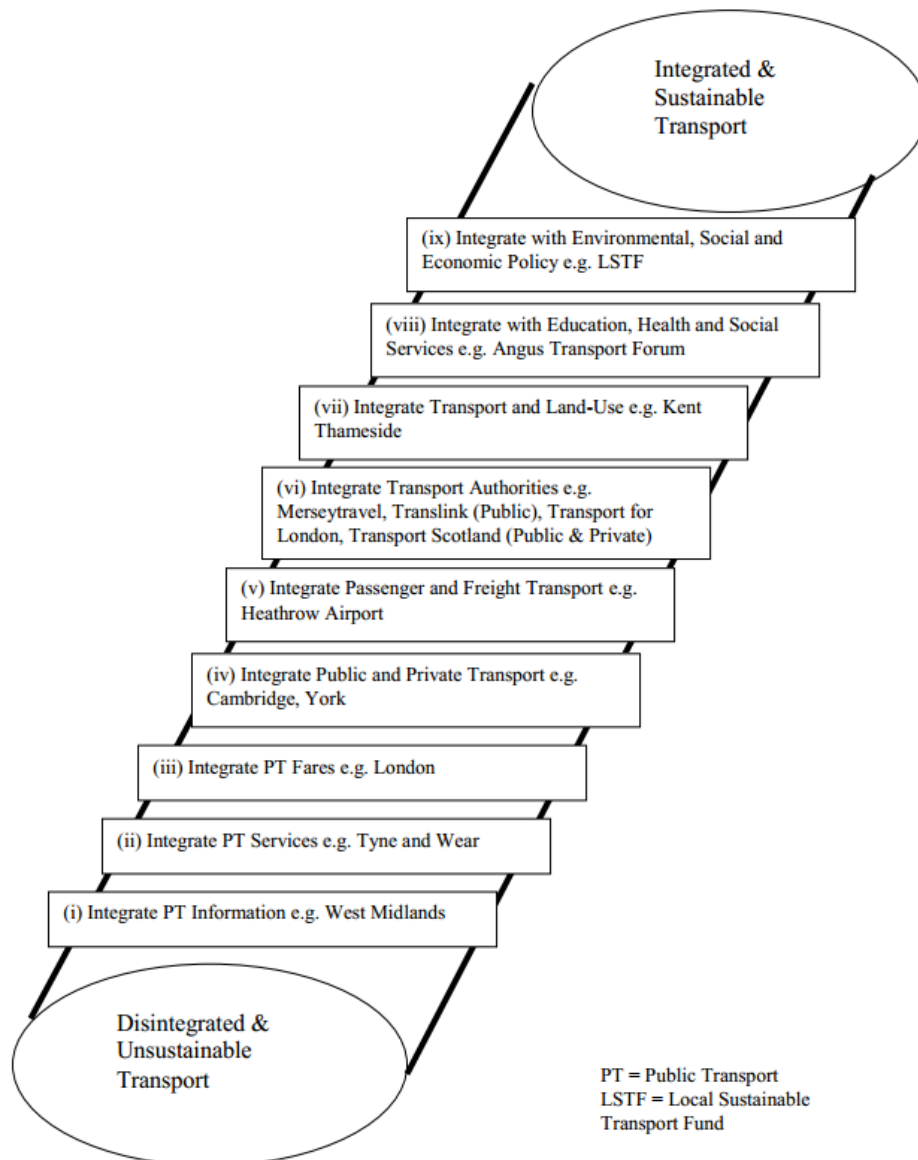 Integrated &
Sustainable
Transport
(ix) Integrate with Environmental, Social and
Economic Policy e.g. LSTF
(viii) Integrate with Education, Health and Social
Services e.g. Angus Transport Forum
(vii) Integrate Transport and Land-Use e.g. Kent
Thameside
(vi) Integrate Transport Authorities e.g.
Merseytravel, Translink (Public), Transport for
London, Transport Scotland (Public & Private)
(v) Integrate Passenger and Freight Transport e.g.
Heathrow Airport
(iv) Integrate Public and Private Transport e.g.
Cambridge, York
(iii) Integrate PT Fares e.g. London
(ii) Integrate PT Services e.g. Tyne and Wear
(i) Integrate PT Information e.g. West Midlands
Disintegrated &
Unsustainable
Transport
PT = Public Transport
LSTF = Local Sustainable
Transport Fund